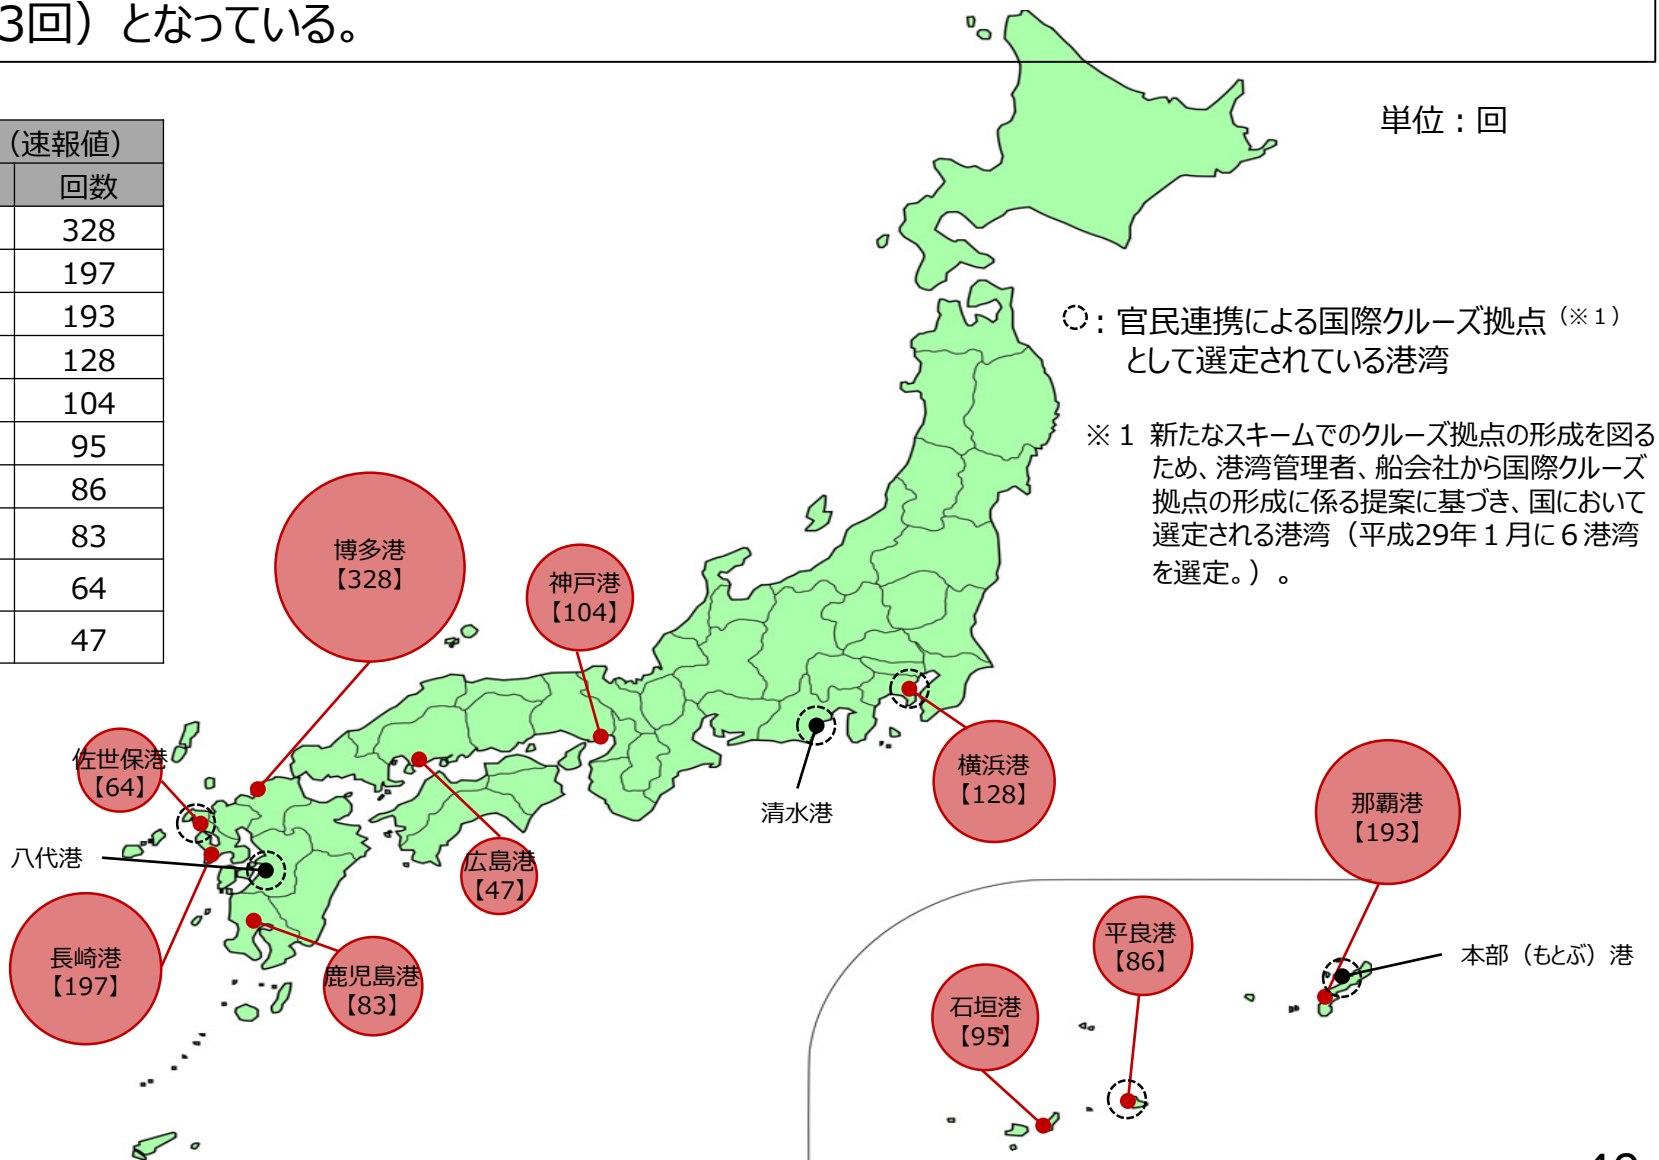 3回）となっている。
（速報値）
回数
328
197
193
128
104
95
86
83
64
47
単位：回
：官民連携による国際クルーズ拠点（※１）
として選定されている港湾
※１ 新たなスキームでのクルーズ拠点の形成を図る
ため、港湾管理者、船会社から国際クルーズ
拠点の形成に係る提案に基づき、国において
選定される港湾（平成29年１月に６港湾
を選定。）。
博多港
【328】
神戸港
【104】
佐世保港
【64】
八代港
長崎港
【197】
鹿児島港
【83】
広島港
【47】
清水港
横浜港
【128】
那覇港
【193】
平良港
【86】
石垣港
【95】
本部（もとぶ）港